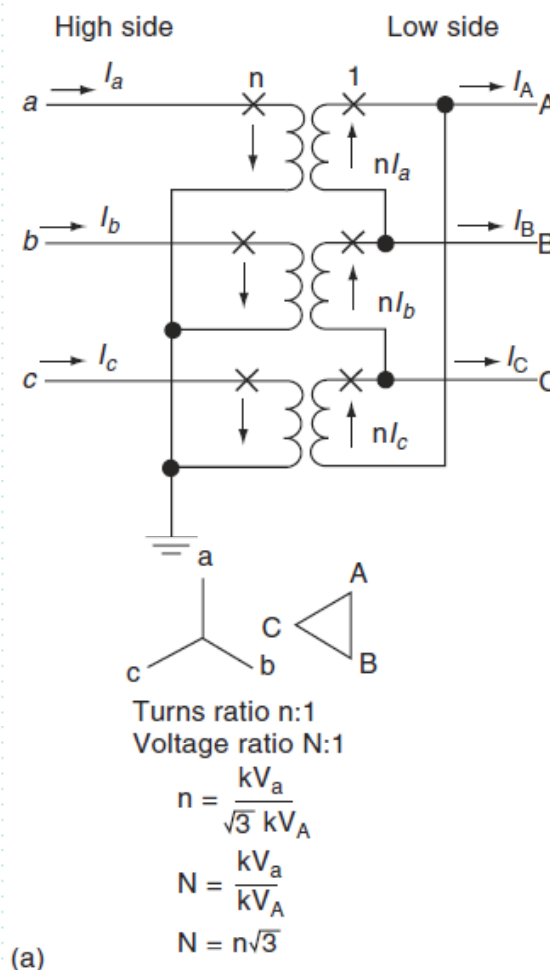 High side Low side
I_a n 1 I_A
a A
nI_a
I_b I_B
b B
nI_b
I_c I_C
c C
nI_c
a
A
C
c b B
Turns ratio n:1
Voltage ratio N:1
n = kV_a / √3 kV_A
N = kV_a / kV_A
N = n√3
(a)